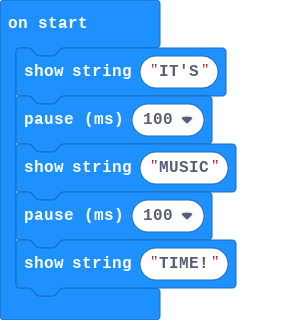 on start
show string "IT'S"
pause (ms) 100
show string "MUSIC"
pause (ms) 100
show string "TIME!"